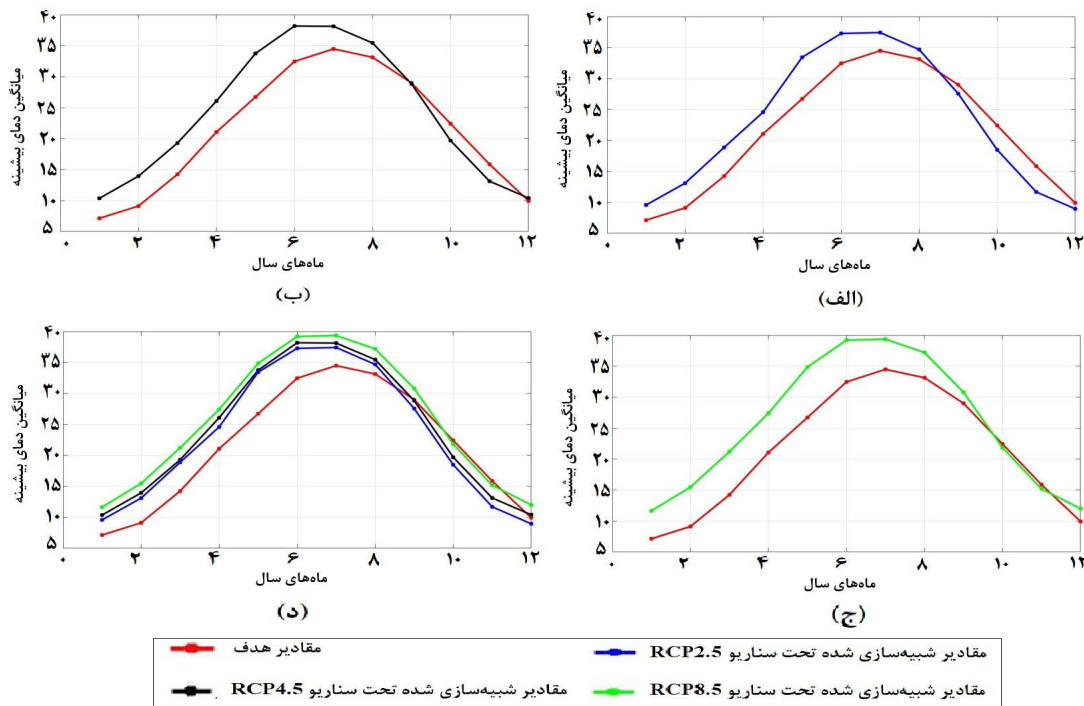 میانگین دمای بیشینه
۴۰
۳۵
۳۰
۲۵
۲۰
۱۵
۱۰
۵
۰ ۲ ۴ ۶ ۸ ۱۰ ۱۲
ماه‌های سال
(الف)
میانگین دمای بیشینه
۴۰
۳۵
۳۰
۲۵
۲۰
۱۵
۱۰
۵
۰ ۲ ۴ ۶ ۸ ۱۰ ۱۲
ماه‌های سال
(ب)
میانگین دمای بیشینه
۴۰
۳۵
۳۰
۲۵
۲۰
۱۵
۱۰
۵
۰ ۲ ۴ ۶ ۸ ۱۰ ۱۲
ماه‌های سال
(ج)
میانگین دمای بیشینه
۴۰
۳۵
۳۰
۲۵
۲۰
۱۵
۱۰
۵
۰ ۲ ۴ ۶ ۸ ۱۰ ۱۲
ماه‌های سال
(د)
مقادیر شبیه‌سازی شده تحت سناریو RCP2.5
مقادیر هدف
مقادیر شبیه‌سازی شده تحت سناریو RCP8.5
مقادیر شبیه‌سازی شده تحت سناریو RCP4.5